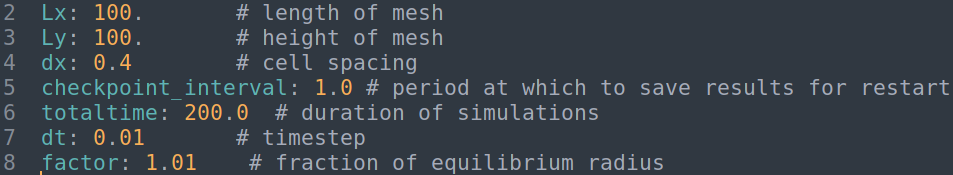 2 Lx: 100. # length of mesh
3 Ly: 100. # height of mesh
4 dx: 0.4 # cell spacing
5 checkpoint_interval: 1.0 # period at which to save results for restart
6 totaltime: 200.0 # duration of simulations
7 dt: 0.01 # timestep
8 factor: 1.01 # fraction of equilibrium radius